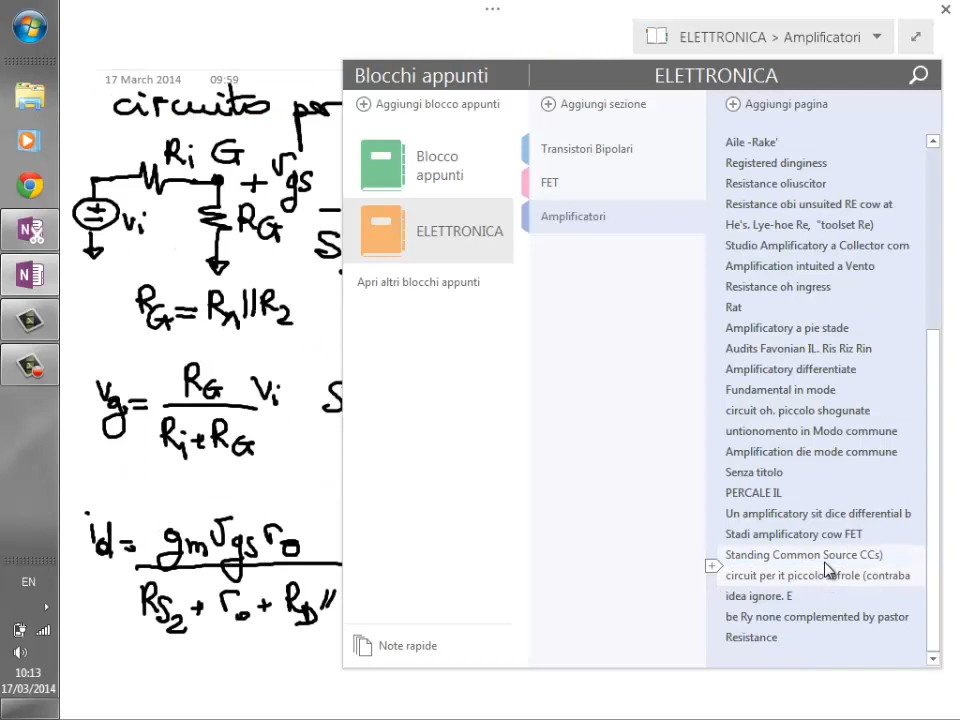 ELETTRONICA > Amplificatori
17 March 2014 09:59
circuito per
Ri G + vgs
+ vi RG
RG = R1 // R2
vg = RG / (Ri + RG) vi
id = gm vgs ro / (RS2 + ro + RD //
Blocchi appunti
Aggiungi blocco appunti
Blocco
appunti
ELETTRONICA
Apri altri blocchi appunti
Note rapide
ELETTRONICA
Aggiungi sezione
Transistori Bipolari
FET
Amplificatori
Aggiungi pagina
Aile -Rake'
Registered dinginess
Resistance oliuscitor
Resistance obi unsuited RE cow at
He's. Lye-hoe Re, "toolset Re)
Studio Amplificatory a Collector com
Amplification intuited a Vento
Resistance oh ingress
Rat
Amplificatory a pie stade
Audits Favonian IL. Ris Riz Rin
Amplificatory differentiate
Fundamental in mode
circuit oh. piccolo shogunate
untionomento in Modo commune
Amplification die mode commune
Senza titolo
PERCALE IL
Un amplificatory sit dice differential b
Stadi amplificatory cow FET
Standing Common Source CCs)
circuit per it piccolo frole (contraba
idea ignore. E
be Ry none complemented by pastor
Resistance
EN
10:13
17/03/2014